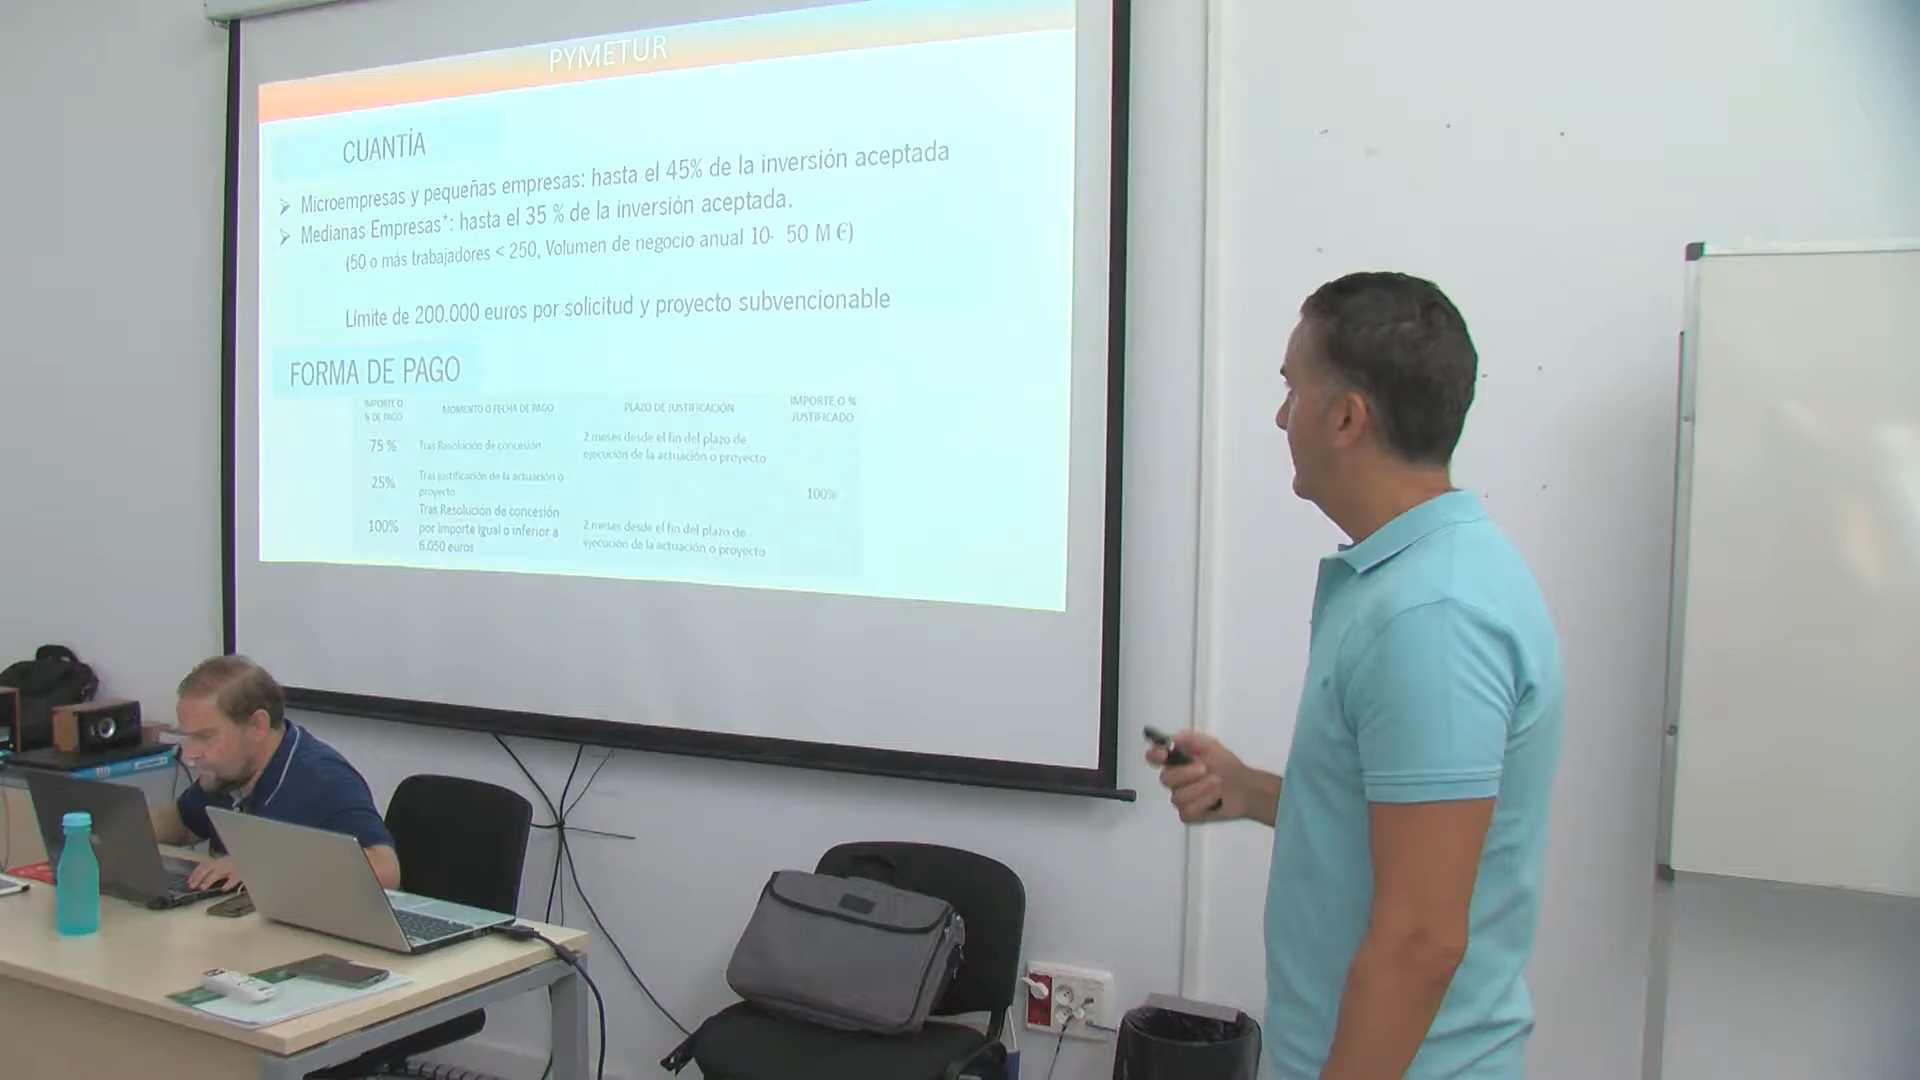 PYMETUR
CUANTÍA
Microempresas y pequeñas empresas: hasta el 45% de la inversión aceptada
Medianas Empresas*: hasta el 35 % de la inversión aceptada.
(50 o más trabajadores < 250, Volumen de negocio anual 10- 50 M €)
Límite de 200.000 euros por solicitud y proyecto subvencionable
FORMA DE PAGO
IMPORTE O
% DE PAGO
MOMENTO O FECHA DE PAGO
PLAZO DE JUSTIFICACIÓN
IMPORTE O %
JUSTIFICADO
75 %
Tras Resolución de concesión.
2 meses desde el fin del plazo de
ejecución de la actuación o proyecto
25%
Tras justificación de la actuación o
proyecto
100%
100%
Tras Resolución de concesión
por importe igual o inferior a
6.050 euros
2 meses desde el fin del plazo de
ejecución de la actuación o proyecto